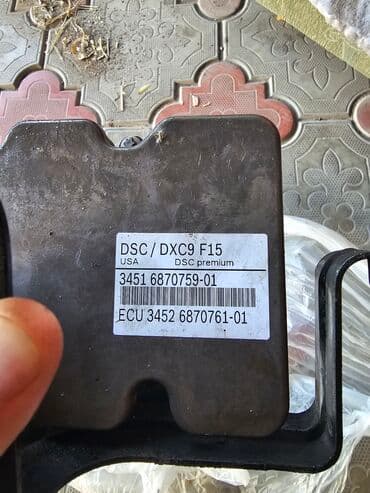 DSC / DXC9 F15
USA DSC premium
3451 6870759-01
ECU 3452 6870761-01